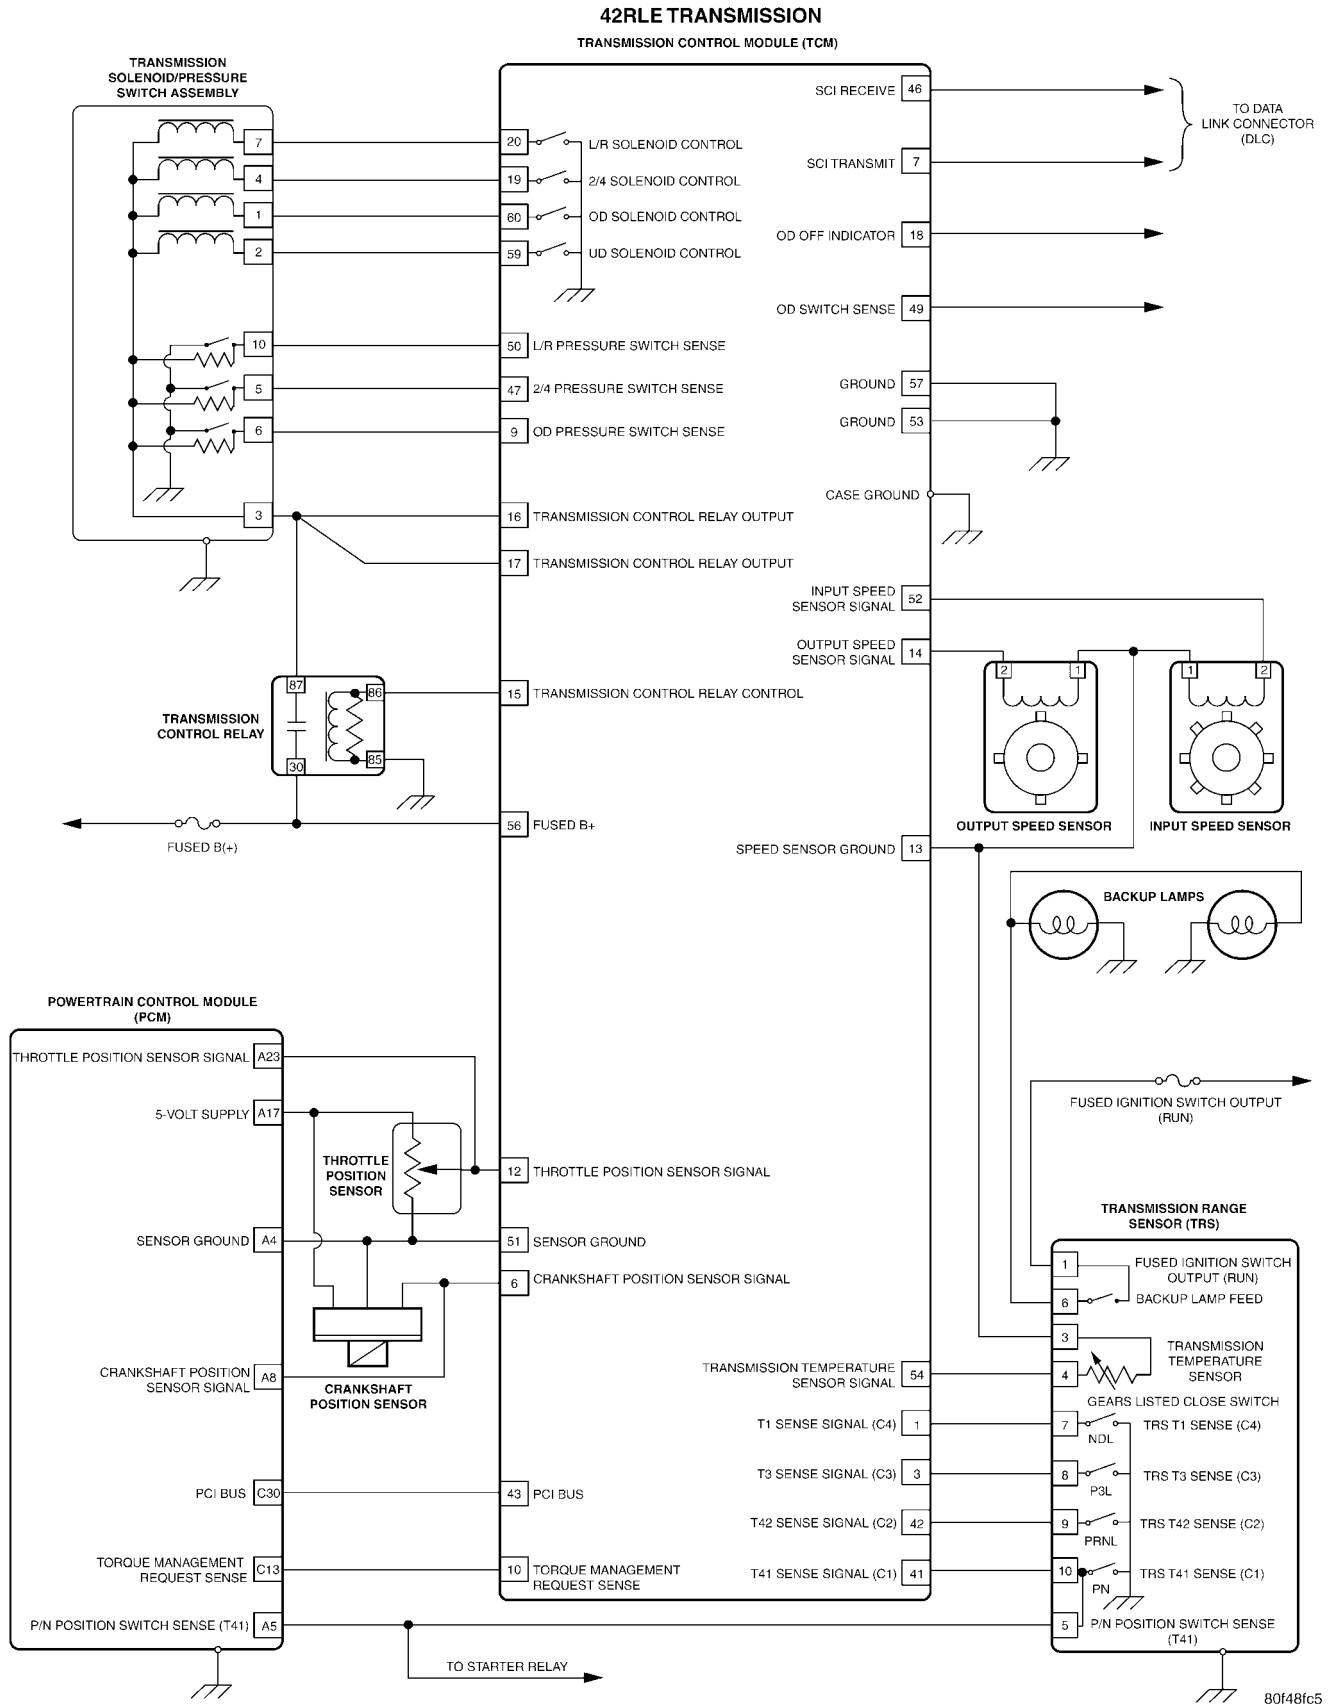 42RLE TRANSMISSION
TRANSMISSION CONTROL MODULE (TCM)
TRANSMISSION
SOLENOID/PRESSURE
SWITCH ASSEMBLY
7
4
1
2
10
5
6
3
20 L/R SOLENOID CONTROL
19 2/4 SOLENOID CONTROL
60 OD SOLENOID CONTROL
59 UD SOLENOID CONTROL
50 L/R PRESSURE SWITCH SENSE
47 2/4 PRESSURE SWITCH SENSE
9 OD PRESSURE SWITCH SENSE
16 TRANSMISSION CONTROL RELAY OUTPUT
17 TRANSMISSION CONTROL RELAY OUTPUT
15 TRANSMISSION CONTROL RELAY CONTROL
56 FUSED B+
SCI RECEIVE 46
SCI TRANSMIT 7
TO DATA
LINK CONNECTOR
(DLC)
OD OFF INDICATOR 18
OD SWITCH SENSE 49
GROUND 57
GROUND 53
CASE GROUND
INPUT SPEED
SENSOR SIGNAL 52
OUTPUT SPEED
SENSOR SIGNAL 14
2 1
1 2
OUTPUT SPEED SENSOR
INPUT SPEED SENSOR
SPEED SENSOR GROUND 13
TRANSMISSION
CONTROL RELAY
87
86
85
30
FUSED B(+)
BACKUP LAMPS
FUSED IGNITION SWITCH OUTPUT
(RUN)
POWERTRAIN CONTROL MODULE
(PCM)
THROTTLE POSITION SENSOR SIGNAL A23
5-VOLT SUPPLY A17
THROTTLE
POSITION
SENSOR
SENSOR GROUND A4
CRANKSHAFT POSITION
SENSOR SIGNAL A8
CRANKSHAFT
POSITION SENSOR
PCI BUS C30
TORQUE MANAGEMENT
REQUEST SENSE C13
P/N POSITION SWITCH SENSE (T41) A5
TO STARTER RELAY
12 THROTTLE POSITION SENSOR SIGNAL
51 SENSOR GROUND
6 CRANKSHAFT POSITION SENSOR SIGNAL
43 PCI BUS
10 TORQUE MANAGEMENT
REQUEST SENSE
TRANSMISSION TEMPERATURE
SENSOR SIGNAL 54
T1 SENSE SIGNAL (C4) 1
T3 SENSE SIGNAL (C3) 3
T42 SENSE SIGNAL (C2) 42
T41 SENSE SIGNAL (C1) 41
TRANSMISSION RANGE
SENSOR (TRS)
1 FUSED IGNITION SWITCH
OUTPUT (RUN)
6 BACKUP LAMP FEED
3
4
TRANSMISSION
TEMPERATURE
SENSOR
GEARS LISTED CLOSE SWITCH
7 NDL TRS T1 SENSE (C4)
8 P3L TRS T3 SENSE (C3)
9 PRNL TRS T42 SENSE (C2)
10 PN TRS T41 SENSE (C1)
5 P/N POSITION SWITCH SENSE
(T41)
80f48fc5